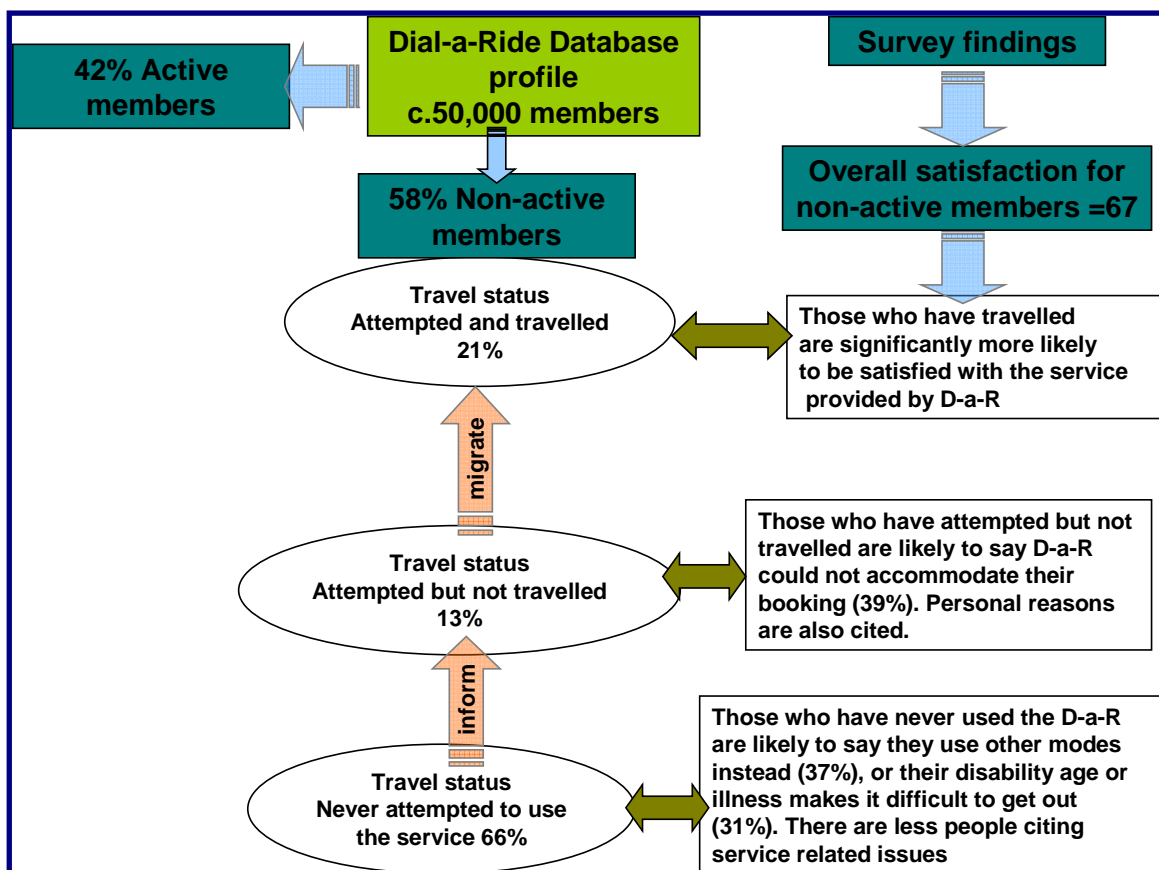 42% Active
members
Dial-a-Ride Database
profile
c.50,000 members
Survey findings
58% Non-active
members
Overall satisfaction for
non-active members =67
Travel status
Attempted and travelled
21%
Those who have travelled
are significantly more likely
to be satisfied with the service
provided by D-a-R
migrate
Travel status
Attempted but not travelled
13%
Those who have attempted but not
travelled are likely to say D-a-R
could not accommodate their
booking (39%). Personal reasons
are also cited.
inform
Travel status
Never attempted to use
the service 66%
Those who have never used the D-a-R
are likely to say they use other modes
instead (37%), or their disability age or
illness makes it difficult to get out
(31%). There are less people citing
service related issues